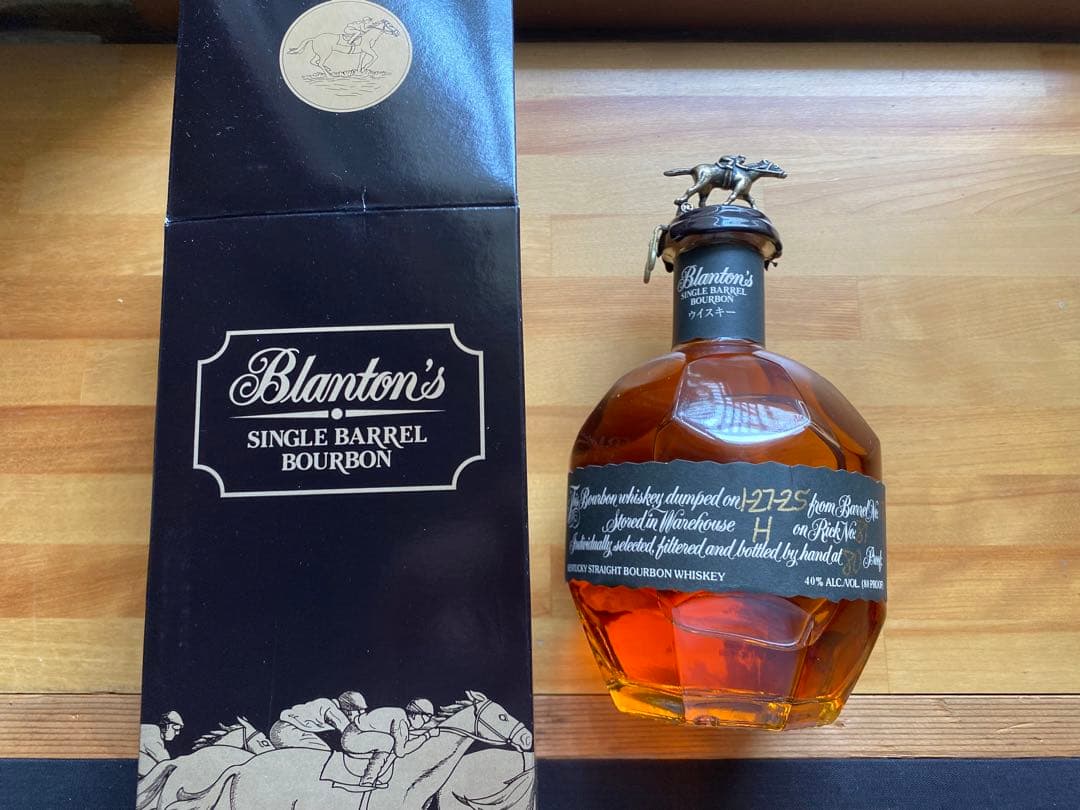 Blanton's
SINGLE BARREL
BOURBON
Blanton's
SINGLE BARREL
BOURBON
ウイスキー
This Bourbon whiskey dumped on 1-27-25 from Barrel No.
Stored in Warehouse H on Rick No.
Individually selected, filtered and bottled by hand at 80 Proof
KENTUCKY STRAIGHT BOURBON WHISKEY
40% ALC./VOL. (80 PROOF)